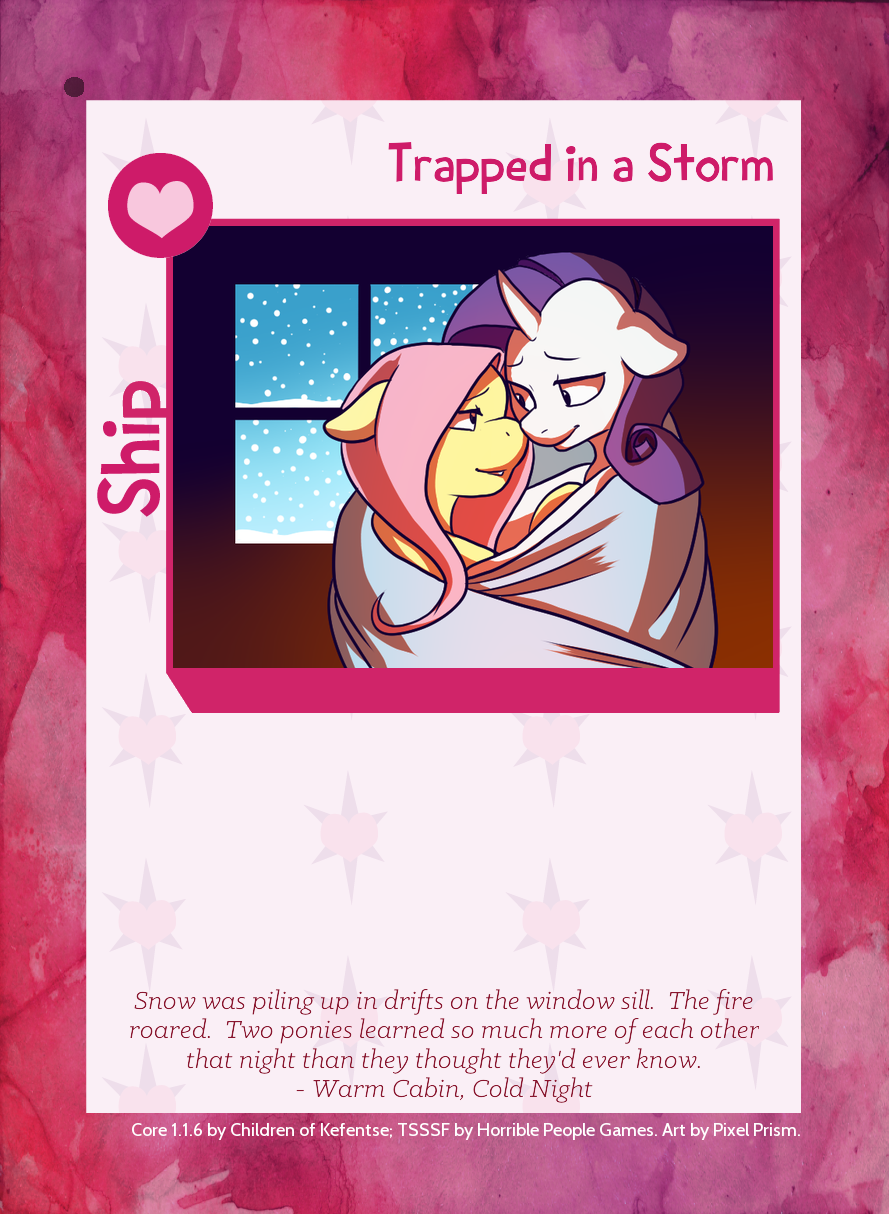 Trapped in a Storm
Ship
Snow was piling up in drifts on the window sill.  The fire
roared.  Two ponies learned so much more of each other
that night than they thought they'd ever know.
- Warm Cabin, Cold Night
Core 1.1.6 by Children of Kefentse; TSSSF by Horrible People Games. Art by Pixel Prism.